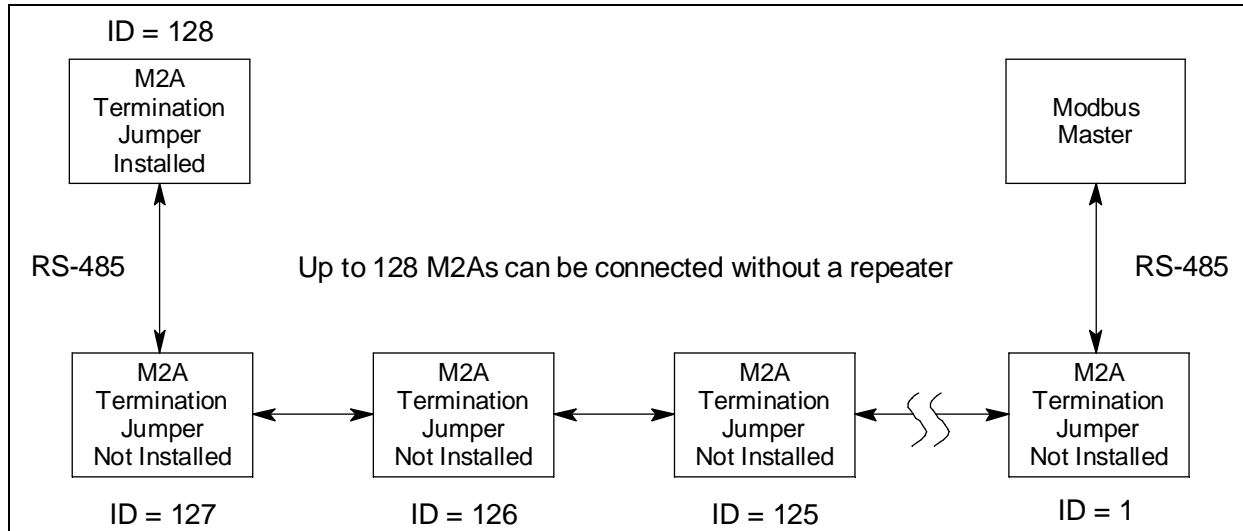 ID = 128
M2A
Termination
Jumper
Installed
Modbus
Master
RS-485
Up to 128 M2As can be connected without a repeater
RS-485
M2A
Termination
Jumper
Not Installed
M2A
Termination
Jumper
Not Installed
M2A
Termination
Jumper
Not Installed
M2A
Termination
Jumper
Not Installed
ID = 127
ID = 126
ID = 125
ID = 1